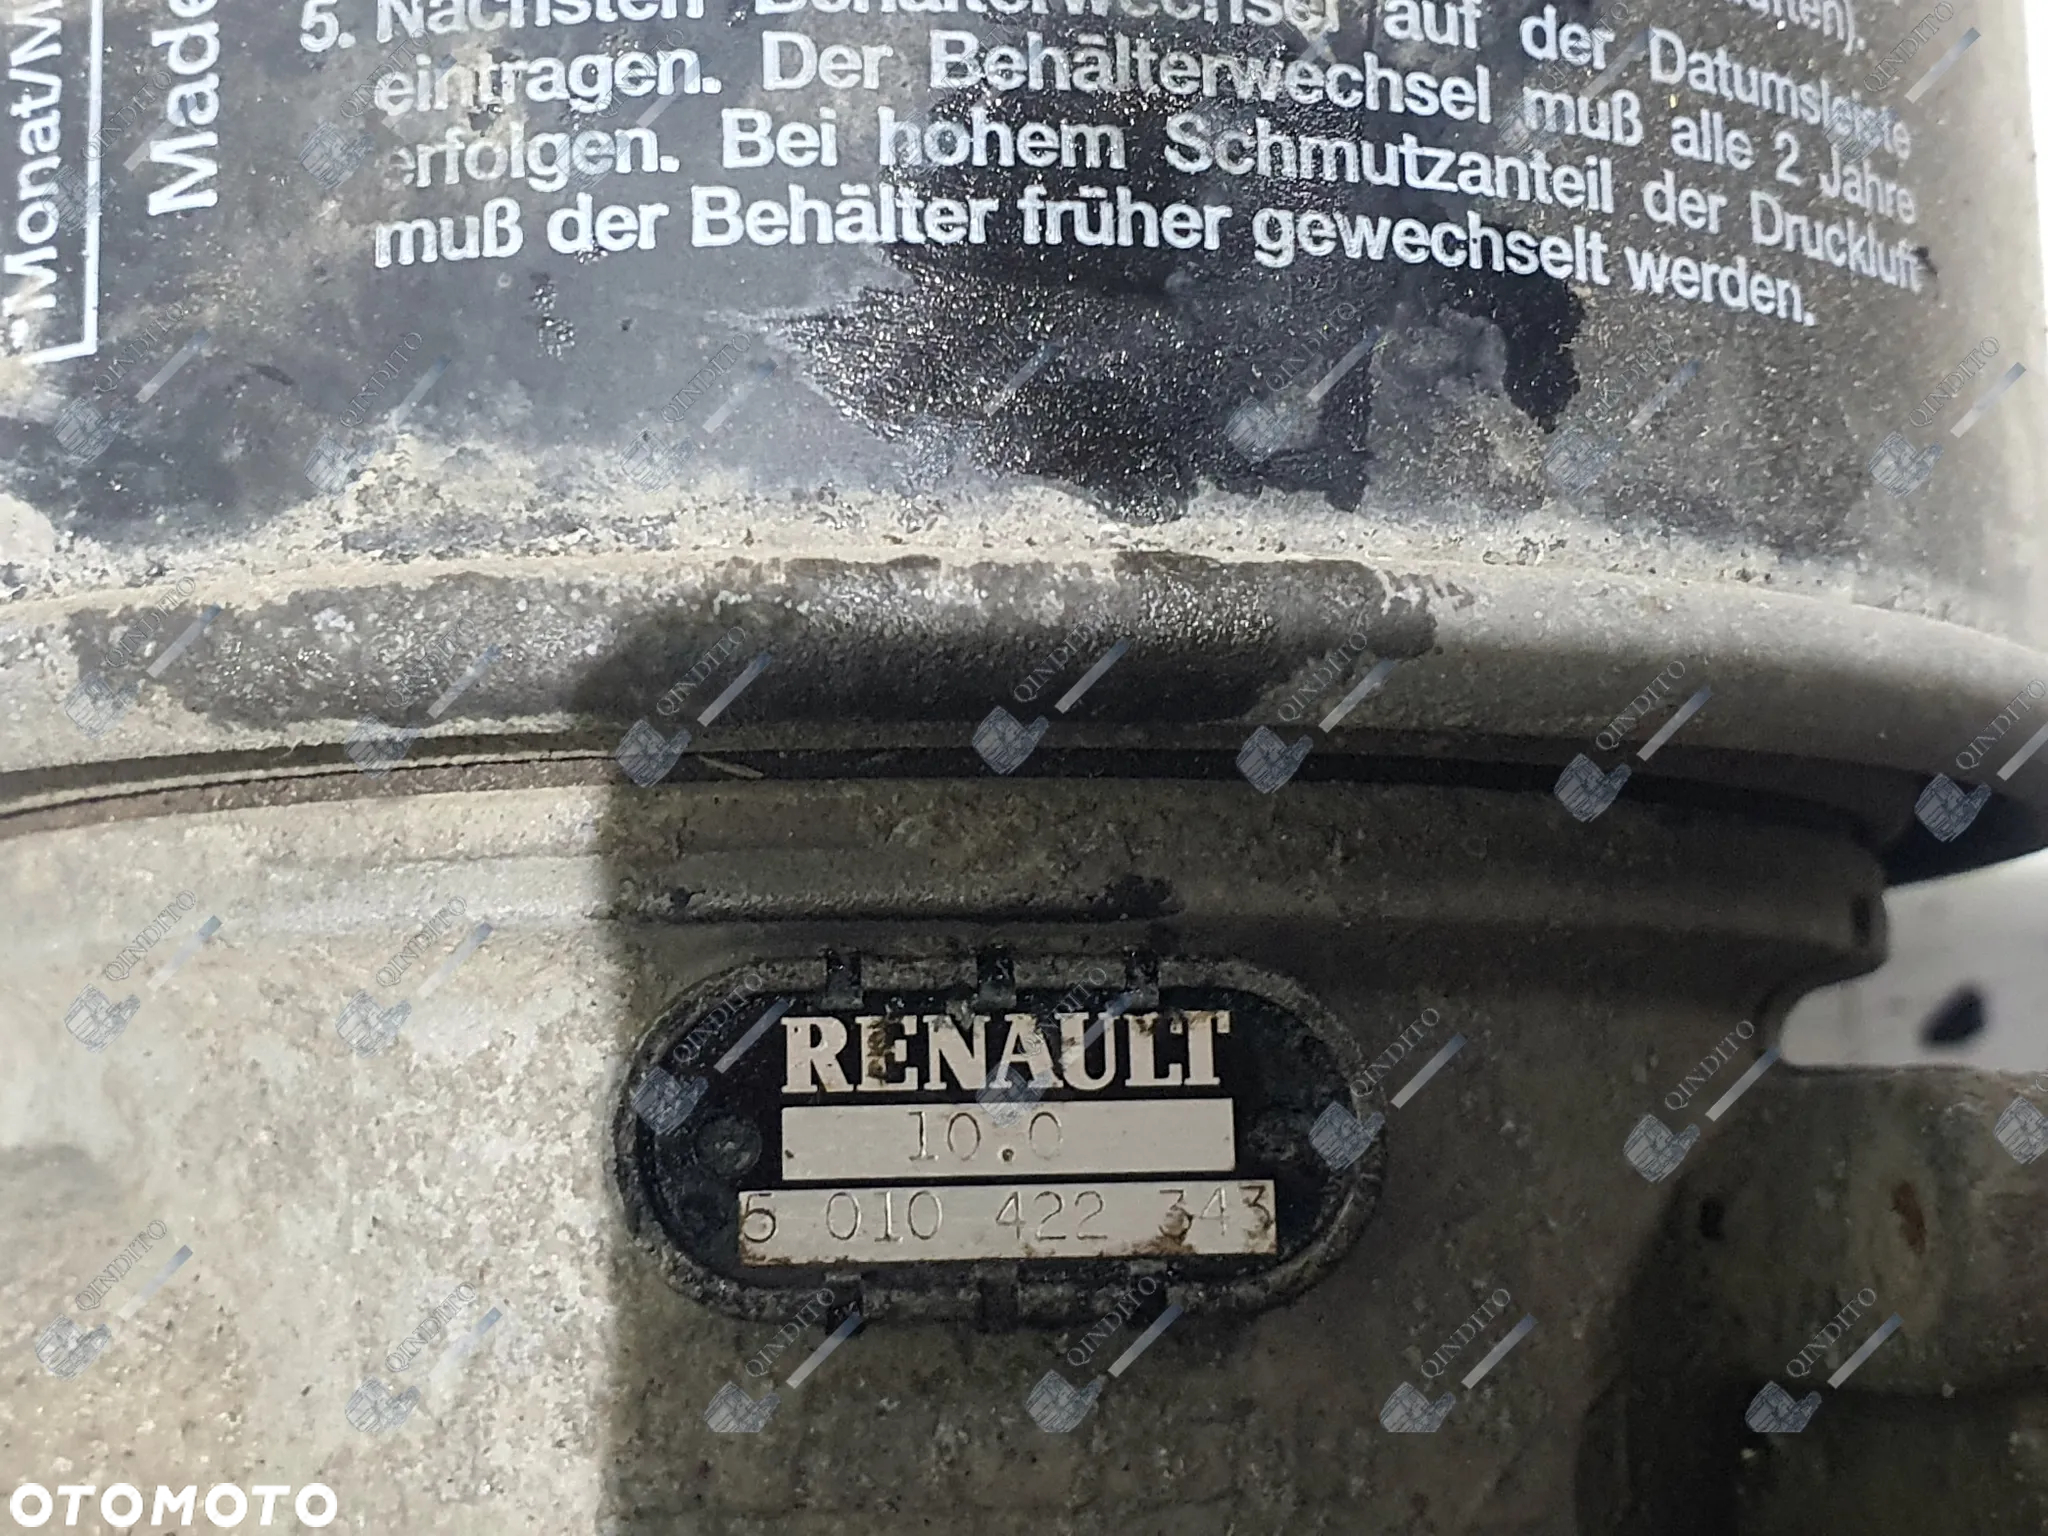 5. Nächsten Behälterwechsel auf der Datumsleiste
eintragen. Der Behälterwechsel muß alle 2 Jahre
erfolgen. Bei hohem Schmutzanteil der Druckluft
muß der Behälter früher gewechselt werden.
Monat/M
Made
RENAULT
10.0
5 010 422 343
QINDITO
OTOMOTO